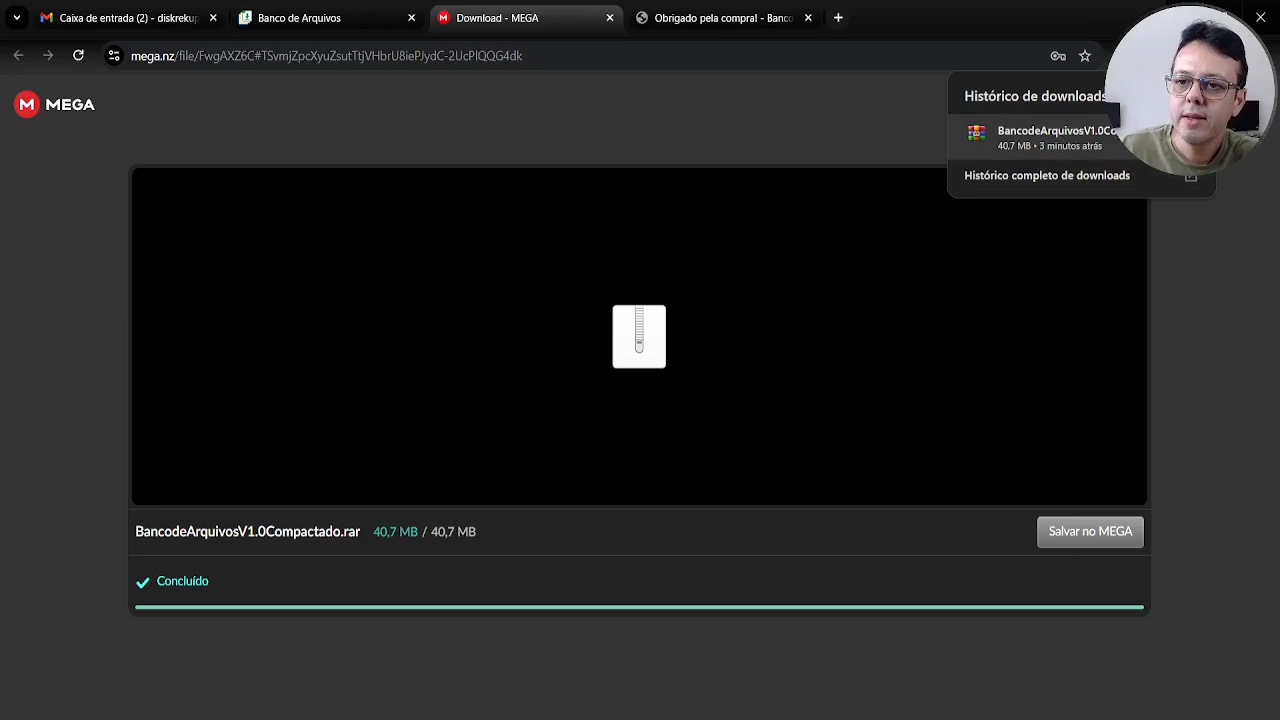 Caixa de entrada (2) - diskrekup
Banco de Arquivos
Download - MEGA
Obrigado pela compra! - Banco
mega.nz/file/FwgAXZ6C#TSvmjZpcXyuZsutTtjVHbrU8iePJydC-2UcPIQQG4dk
MEGA
Histórico de downloads
BancodeArquivosV1.0Co
40,7 MB • 3 minutos atrás
Histórico completo de downloads
BancodeArquivosV1.0Compactado.rar 40,7 MB / 40,7 MB
Salvar no MEGA
Concluído